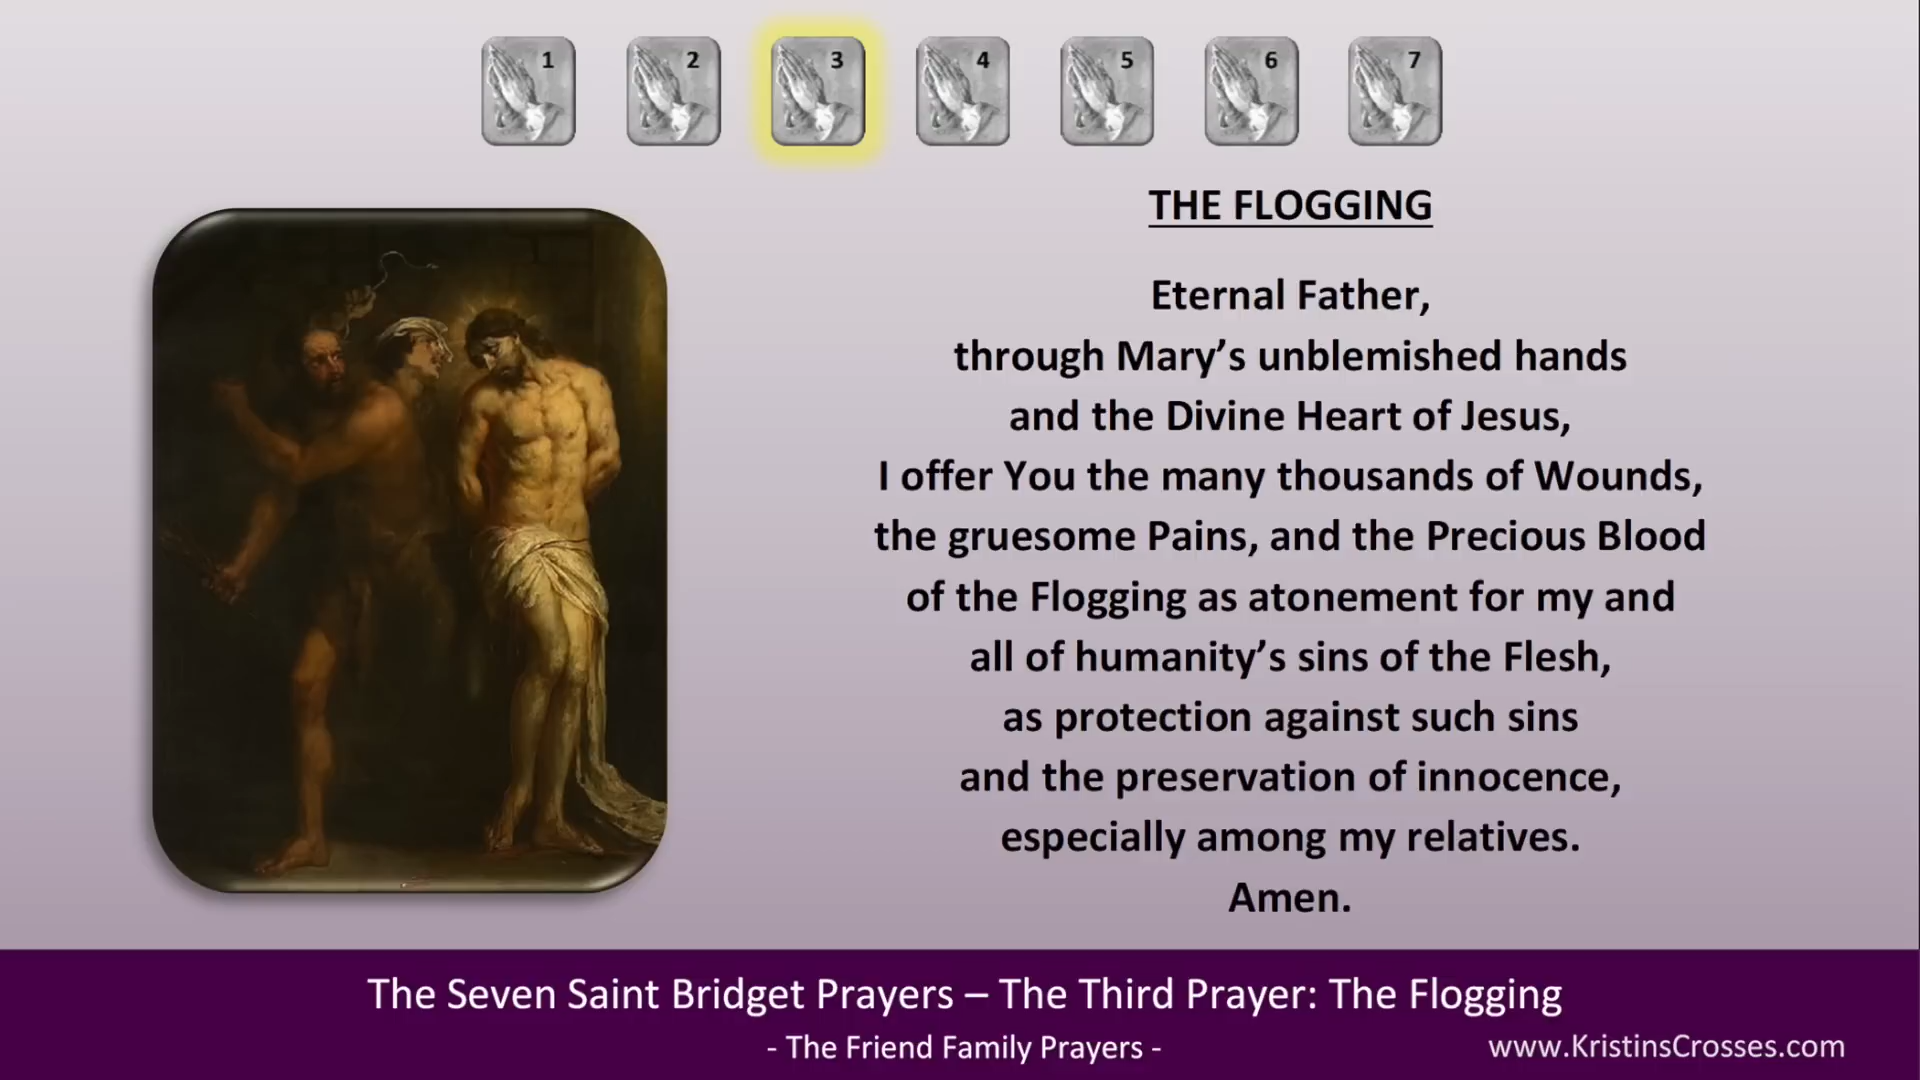 1 2 3 4 5 6 7
THE FLOGGING
Eternal Father,
through Mary’s unblemished hands
and the Divine Heart of Jesus,
I offer You the many thousands of Wounds,
the gruesome Pains, and the Precious Blood
of the Flogging as atonement for my and
all of humanity’s sins of the Flesh,
as protection against such sins
and the preservation of innocence,
especially among my relatives.
Amen.
The Seven Saint Bridget Prayers – The Third Prayer: The Flogging
- The Friend Family Prayers -
www.KristinsCrosses.com